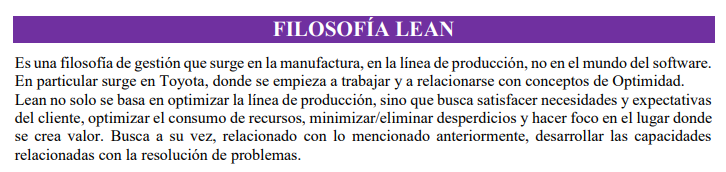 FILOSOFÍA LEAN
Es una filosofía de gestión que surge en la manufactura, en la línea de producción, no en el mundo del software.
En particular surge en Toyota, donde se empieza a trabajar y a relacionarse con conceptos de Optimidad.
Lean no solo se basa en optimizar la línea de producción, sino que busca satisfacer necesidades y expectativas
del cliente, optimizar el consumo de recursos, minimizar/eliminar desperdicios y hacer foco en el lugar donde
se crea valor. Busca a su vez, relacionado con lo mencionado anteriormente, desarrollar las capacidades
relacionadas con la resolución de problemas.